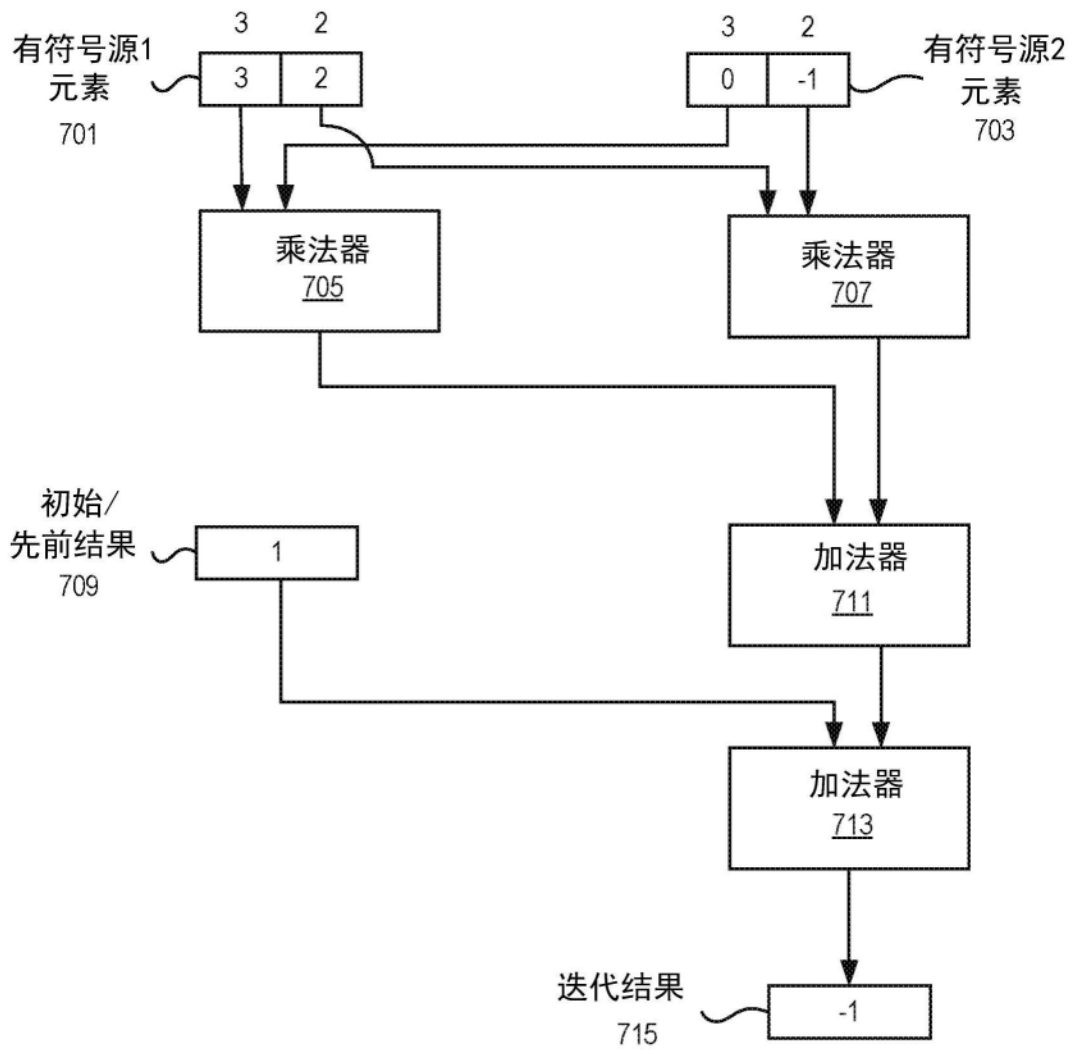 3 2
3 2
有符号源1
元素
701
3 2
0 -1
有符号源2
元素
703
乘法器
705
乘法器
707
初始/
先前结果
709
1
加法器
711
加法器
713
迭代结果
715
-1